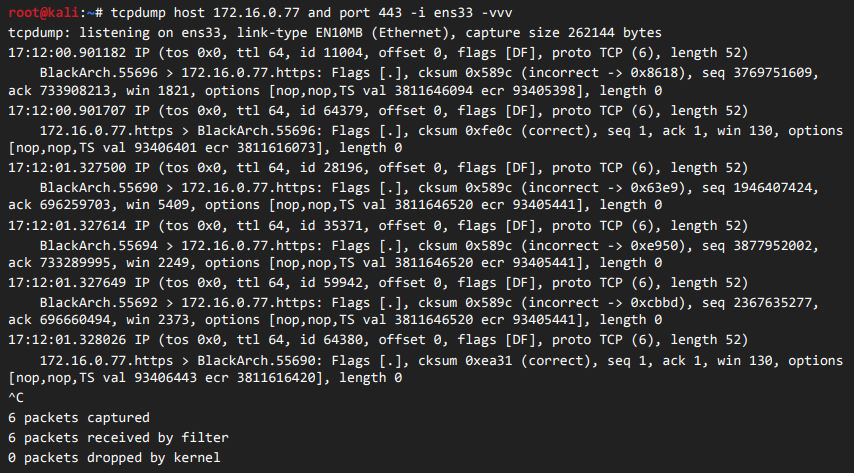 root@kali:~# tcpdump host 172.16.0.77 and port 443 -i ens33 -vvv
tcpdump: listening on ens33, link-type EN10MB (Ethernet), capture size 262144 bytes
17:12:00.901182 IP (tos 0x0, ttl 64, id 11004, offset 0, flags [DF], proto TCP (6), length 52)
    BlackArch.55696 > 172.16.0.77.https: Flags [.], cksum 0x589c (incorrect -> 0x8618), seq 3769751609,
ack 733908213, win 1821, options [nop,nop,TS val 3811646094 ecr 93405398], length 0
17:12:00.901707 IP (tos 0x0, ttl 64, id 64379, offset 0, flags [DF], proto TCP (6), length 52)
    172.16.0.77.https > BlackArch.55696: Flags [.], cksum 0xfe0c (correct), seq 1, ack 1, win 130, options
[nop,nop,TS val 93406401 ecr 3811616073], length 0
17:12:01.327500 IP (tos 0x0, ttl 64, id 28196, offset 0, flags [DF], proto TCP (6), length 52)
    BlackArch.55690 > 172.16.0.77.https: Flags [.], cksum 0x589c (incorrect -> 0x63e9), seq 1946407424,
ack 696259703, win 5409, options [nop,nop,TS val 3811646520 ecr 93405441], length 0
17:12:01.327614 IP (tos 0x0, ttl 64, id 35371, offset 0, flags [DF], proto TCP (6), length 52)
    BlackArch.55694 > 172.16.0.77.https: Flags [.], cksum 0x589c (incorrect -> 0xe950), seq 3877952002,
ack 733289995, win 2249, options [nop,nop,TS val 3811646520 ecr 93405441], length 0
17:12:01.327649 IP (tos 0x0, ttl 64, id 59942, offset 0, flags [DF], proto TCP (6), length 52)
    BlackArch.55692 > 172.16.0.77.https: Flags [.], cksum 0x589c (incorrect -> 0xcbbd), seq 2367635277,
ack 696660494, win 2373, options [nop,nop,TS val 3811646520 ecr 93405441], length 0
17:12:01.328026 IP (tos 0x0, ttl 64, id 64380, offset 0, flags [DF], proto TCP (6), length 52)
    172.16.0.77.https > BlackArch.55690: Flags [.], cksum 0xea31 (correct), seq 1, ack 1, win 130, options
[nop,nop,TS val 93406443 ecr 3811616420], length 0
^C
6 packets captured
6 packets received by filter
0 packets dropped by kernel